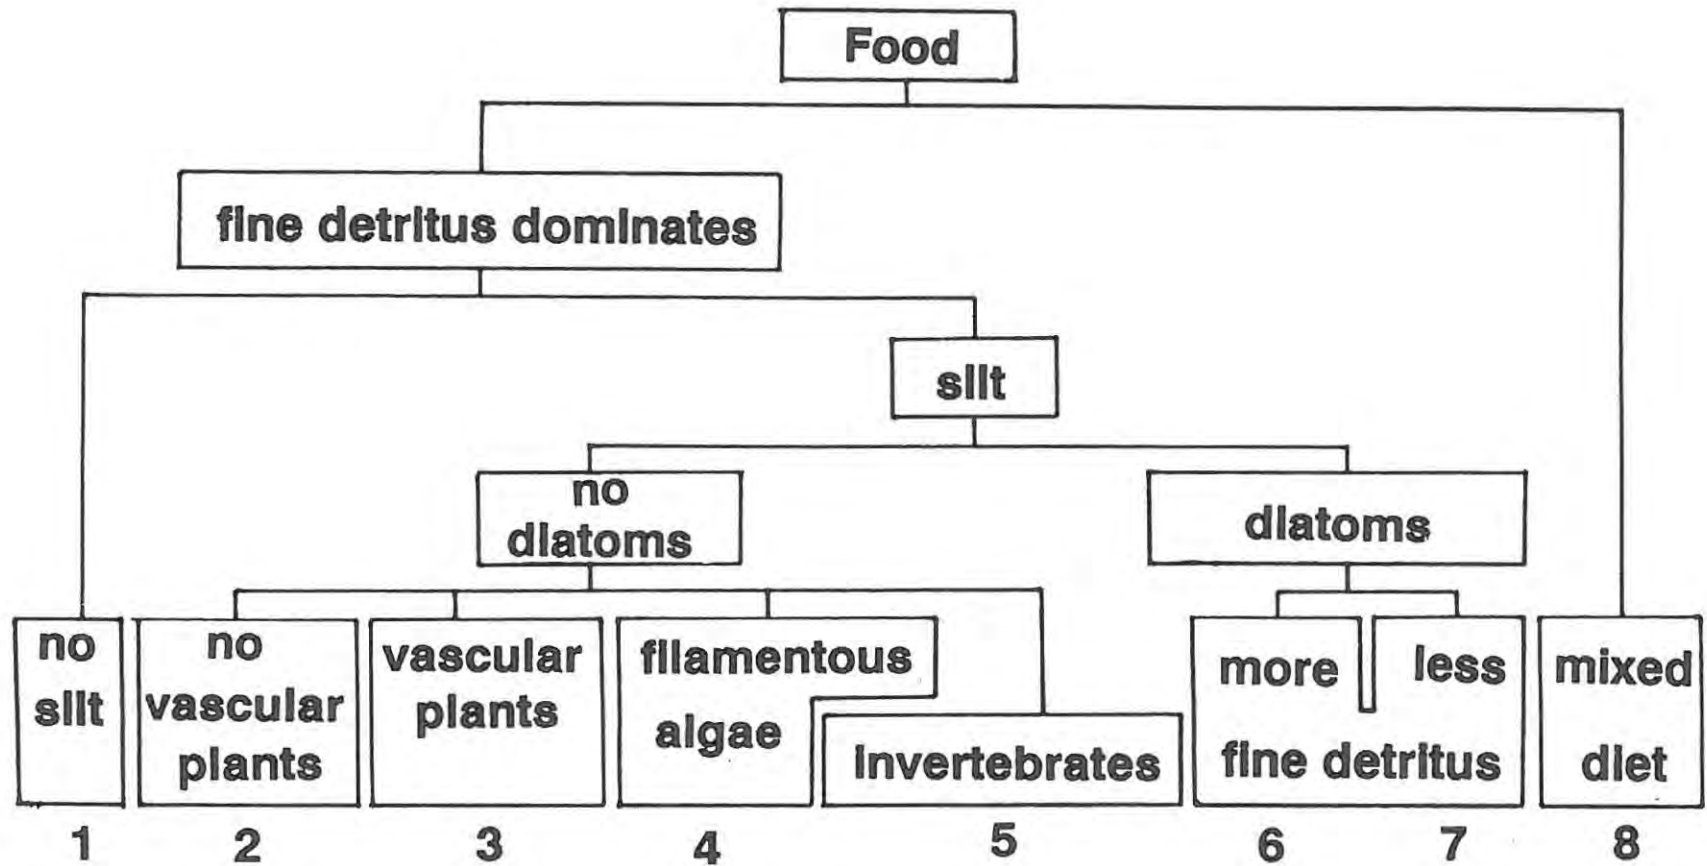 Food
fine detritus dominates
silt
no
diatoms
diatoms
no
silt
no
vascular
plants
vascular
plants
filamentous
algae
invertebrates
more
less
fine detritus
mixed
diet
1 2 3 4 5 6 7 8